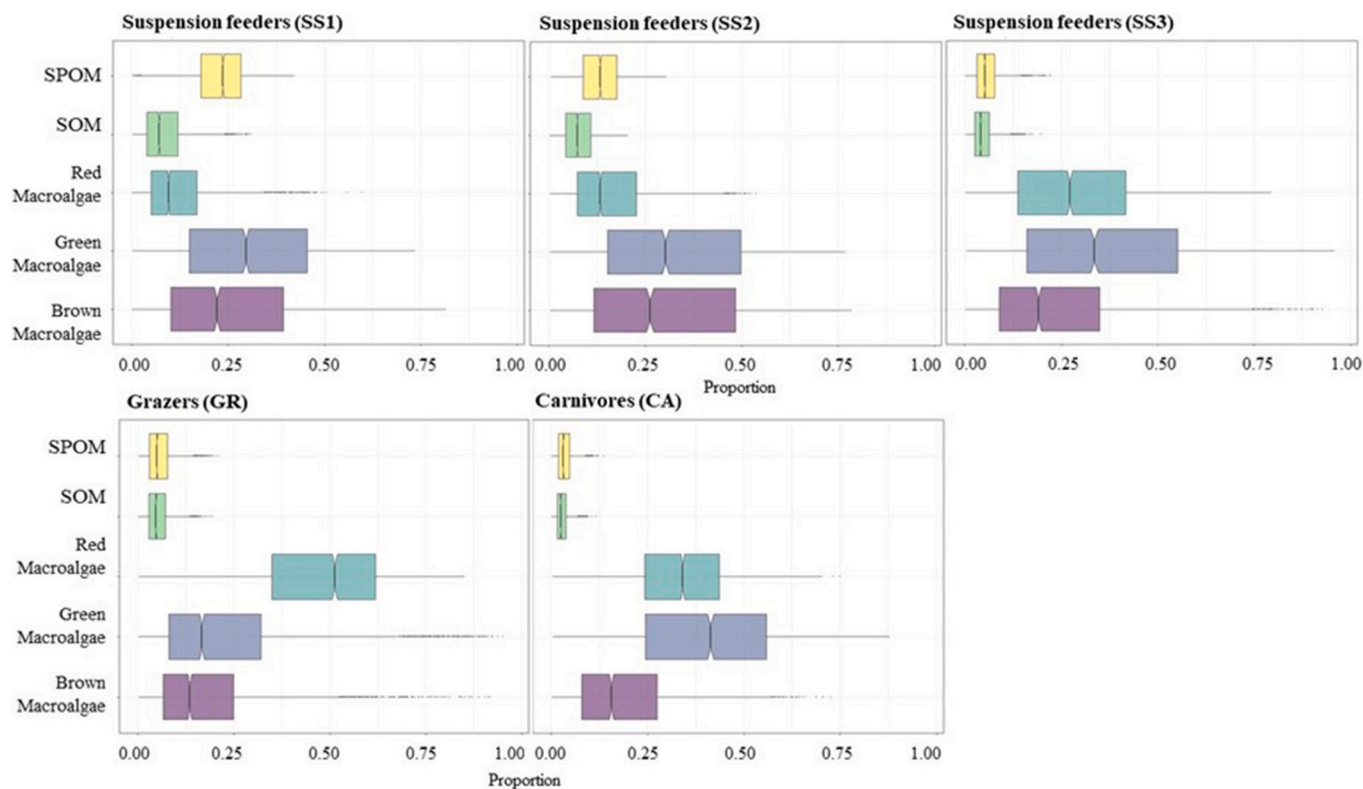 Suspension feeders (SS1)
Suspension feeders (SS2)
Suspension feeders (SS3)
SPOM
SOM
Red
Macroalgae
Green
Macroalgae
Brown
Macroalgae
0.00 0.25 0.50 0.75 1.00
0.00 0.25 0.50 0.75 1.00
0.00 0.25 0.50 0.75 1.00
Proportion
Grazers (GR)
Carnivores (CA)
SPOM
SOM
Red
Macroalgae
Green
Macroalgae
Brown
Macroalgae
0.00 0.25 0.50 0.75 1.00
0.00 0.25 0.50 0.75 1.00
Proportion